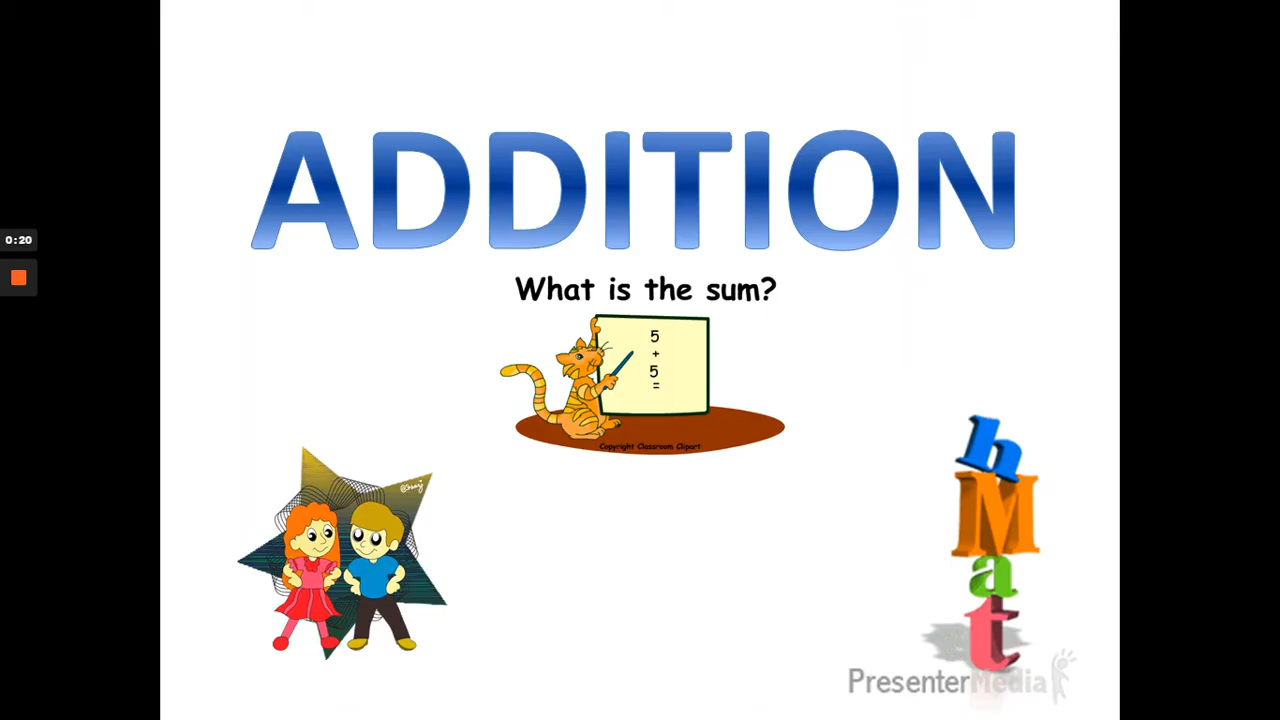 ADDITION
0:20
What is the sum?
5
+
5
=
Copyright Classroom Clipart
h
M
a
t
PresenterMedia